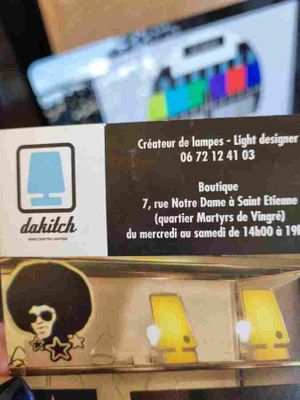 Créateur de lampes - Light designer
06 72 12 41 03
Boutique
7, rue Notre Dame à Saint Etienne
(quartier Martyrs de Vingré)
du mercredi au samedi de 14h00 à 19h
dakitch